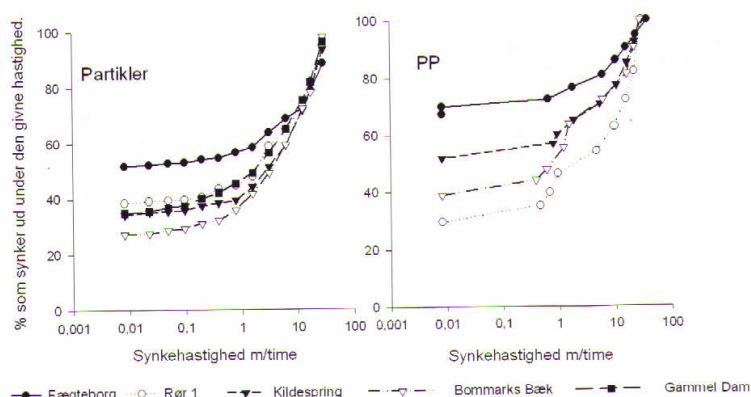 % som synker ud under den givne hastighed.
100
80
60
40
20
0
Partikler
0,001 0,01 0,1 1 10 100
Synkehastighed m/time
100
80
60
40
20
0
PP
0,001 0,01 0,1 1 10 100
Synkehastighed m/time
Fægteborg Rør 1 Kildespring Bommarks Bæk Gammel Dam